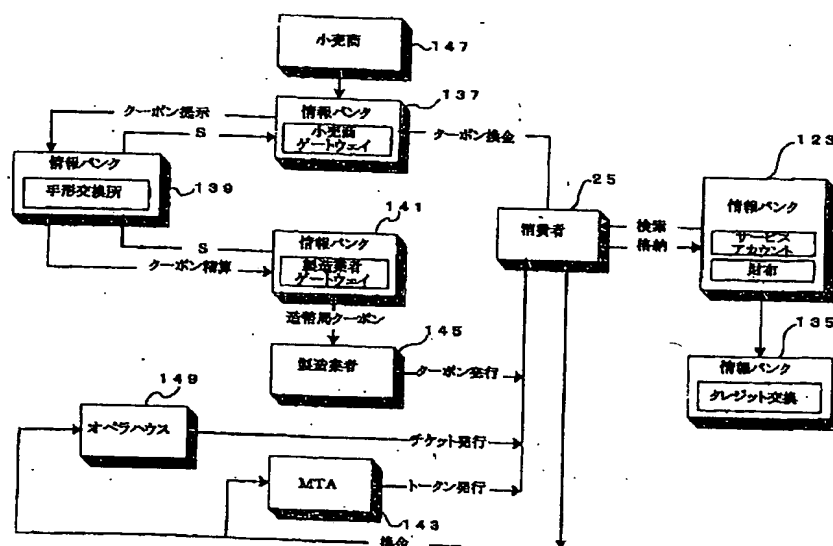 小売商
147
137
クーポン提示
情報バンク
小売商
ゲートウェイ
クーポン換金
S
123
情報バンク
手形交換所
139
25
情報バンク
サービス
アカウント
財布
消費者
検索
格納
141
S
情報バンク
製造業者
ゲートウェイ
クーポン精算
造幣局クーポン
145
製造業者
クーポン発行
135
情報バンク
クレジット交換
149
オペラハウス
チケット発行
MTA
トークン発行
143
換金